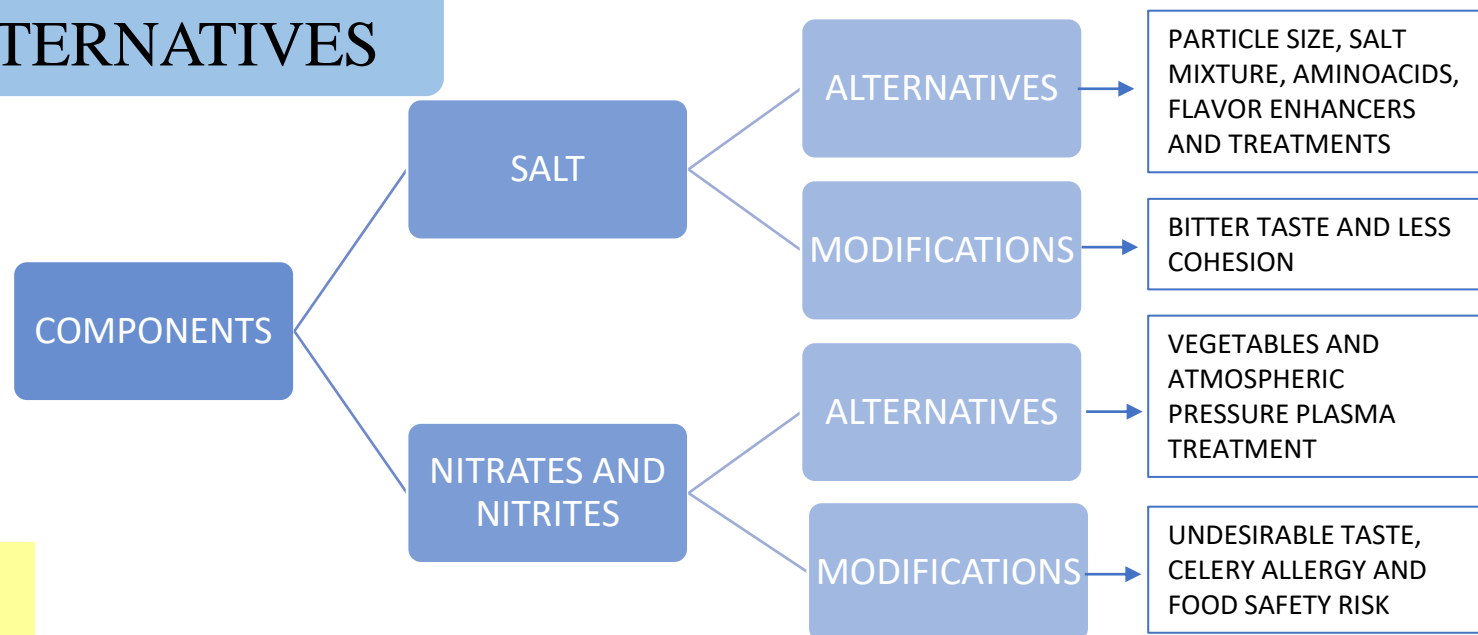 TERNATIVES
COMPONENTS
SALT
ALTERNATIVES
PARTICLE SIZE, SALT
MIXTURE, AMINOACIDS,
FLAVOR ENHANCERS
AND TREATMENTS
MODIFICATIONS
BITTER TASTE AND LESS
COHESION
NITRATES AND
NITRITES
ALTERNATIVES
VEGETABLES AND
ATMOSPHERIC
PRESSURE PLASMA
TREATMENT
MODIFICATIONS
UNDESIRABLE TASTE,
CELERY ALLERGY AND
FOOD SAFETY RISK